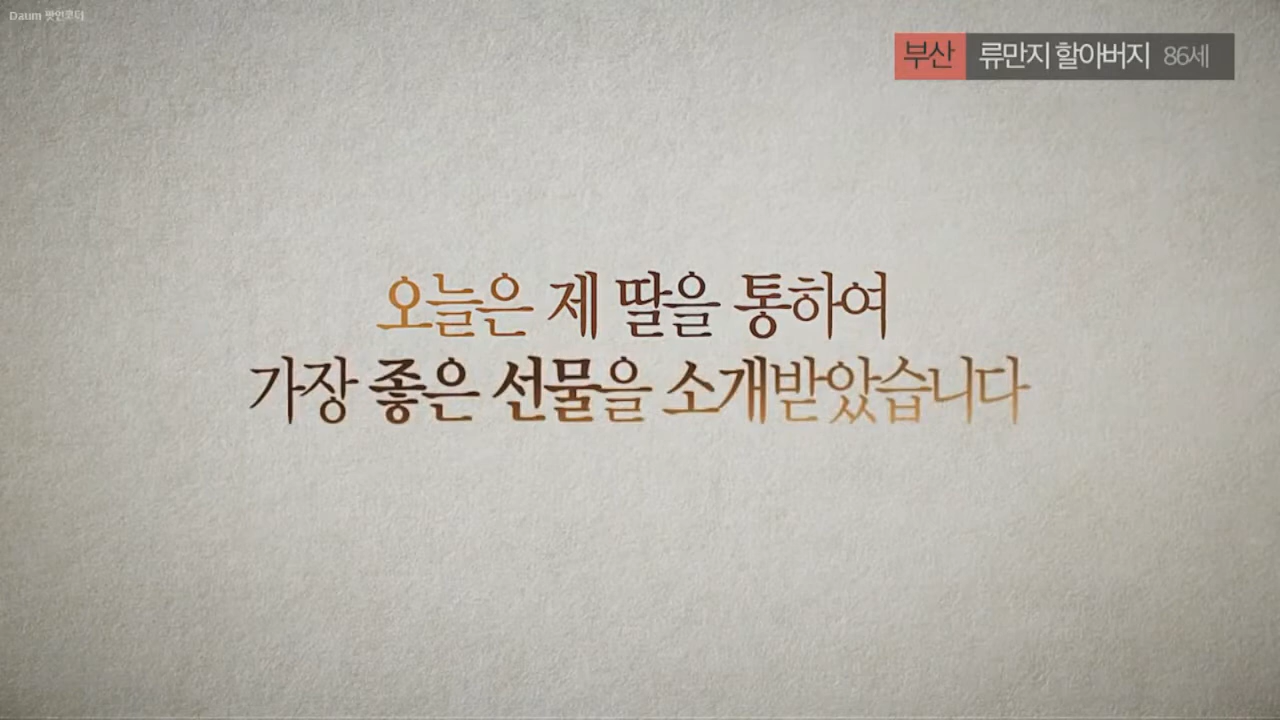 Daum 팟인코더
부산 류만지 할아버지 86세
오늘은 제 딸을 통하여
가장 좋은 선물을 소개받았습니다